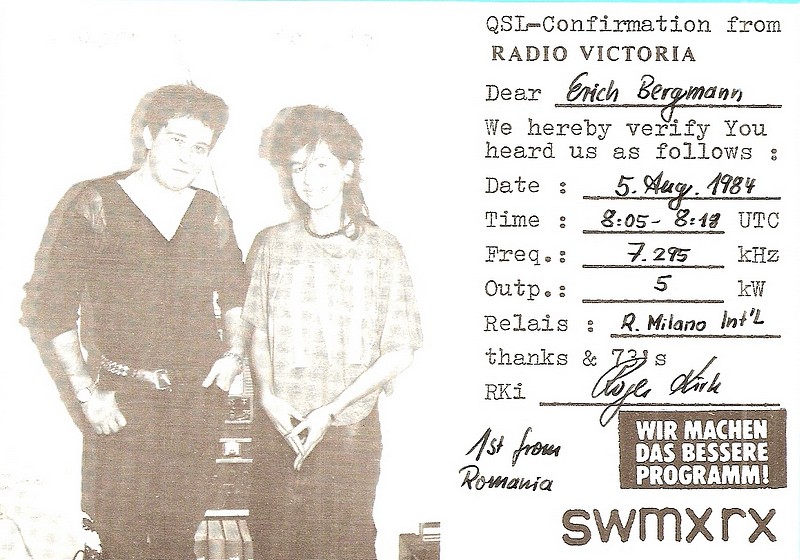 QSL-Confirmation from
RADIO VICTORIA
Dear Erich Bergmann
We hereby verify You
heard us as follows :
Date : 5. Aug. 1984
Time : 8:05 - 8:18 UTC
Freq.: 7.295 kHz
Outp.: 5 kW
Relais : R. Milano Int'L
thanks & 73's
RKi Roger Kirk
1st from
Romania
WIR MACHEN
DAS BESSERE
PROGRAMM!
swmxrx